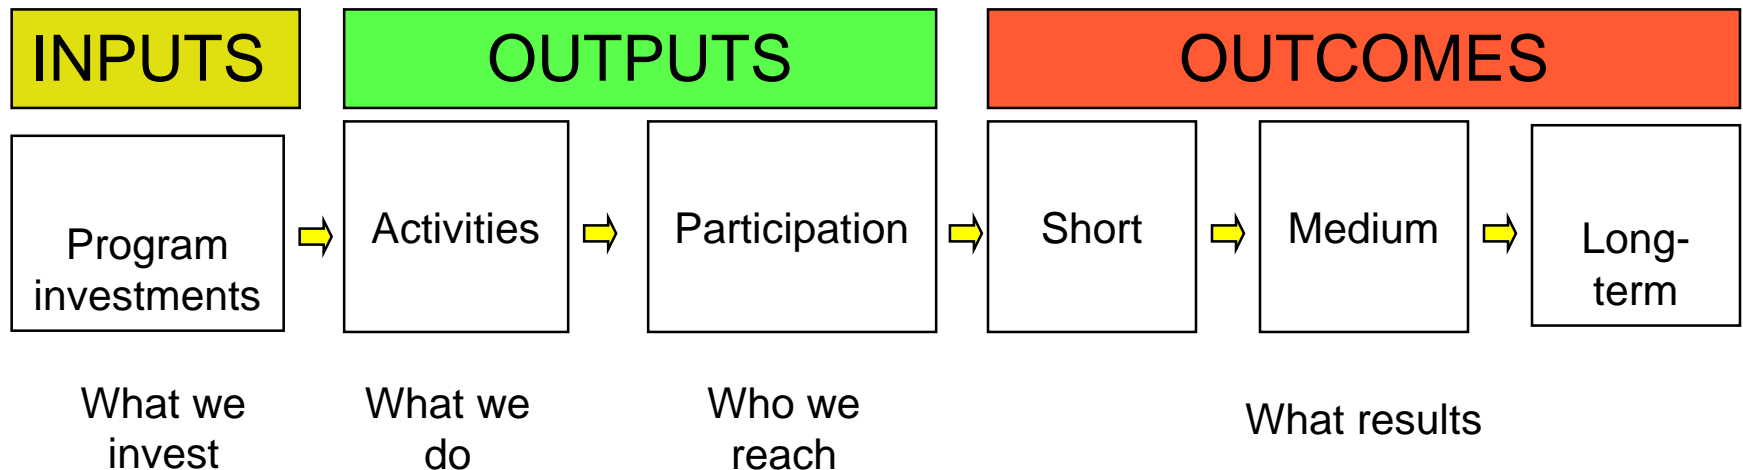 INPUTS
OUTPUTS
OUTCOMES
Program
investments
Activities
Participation
Short
Medium
Long-
term
What we
invest
What we
do
Who we
reach
What results